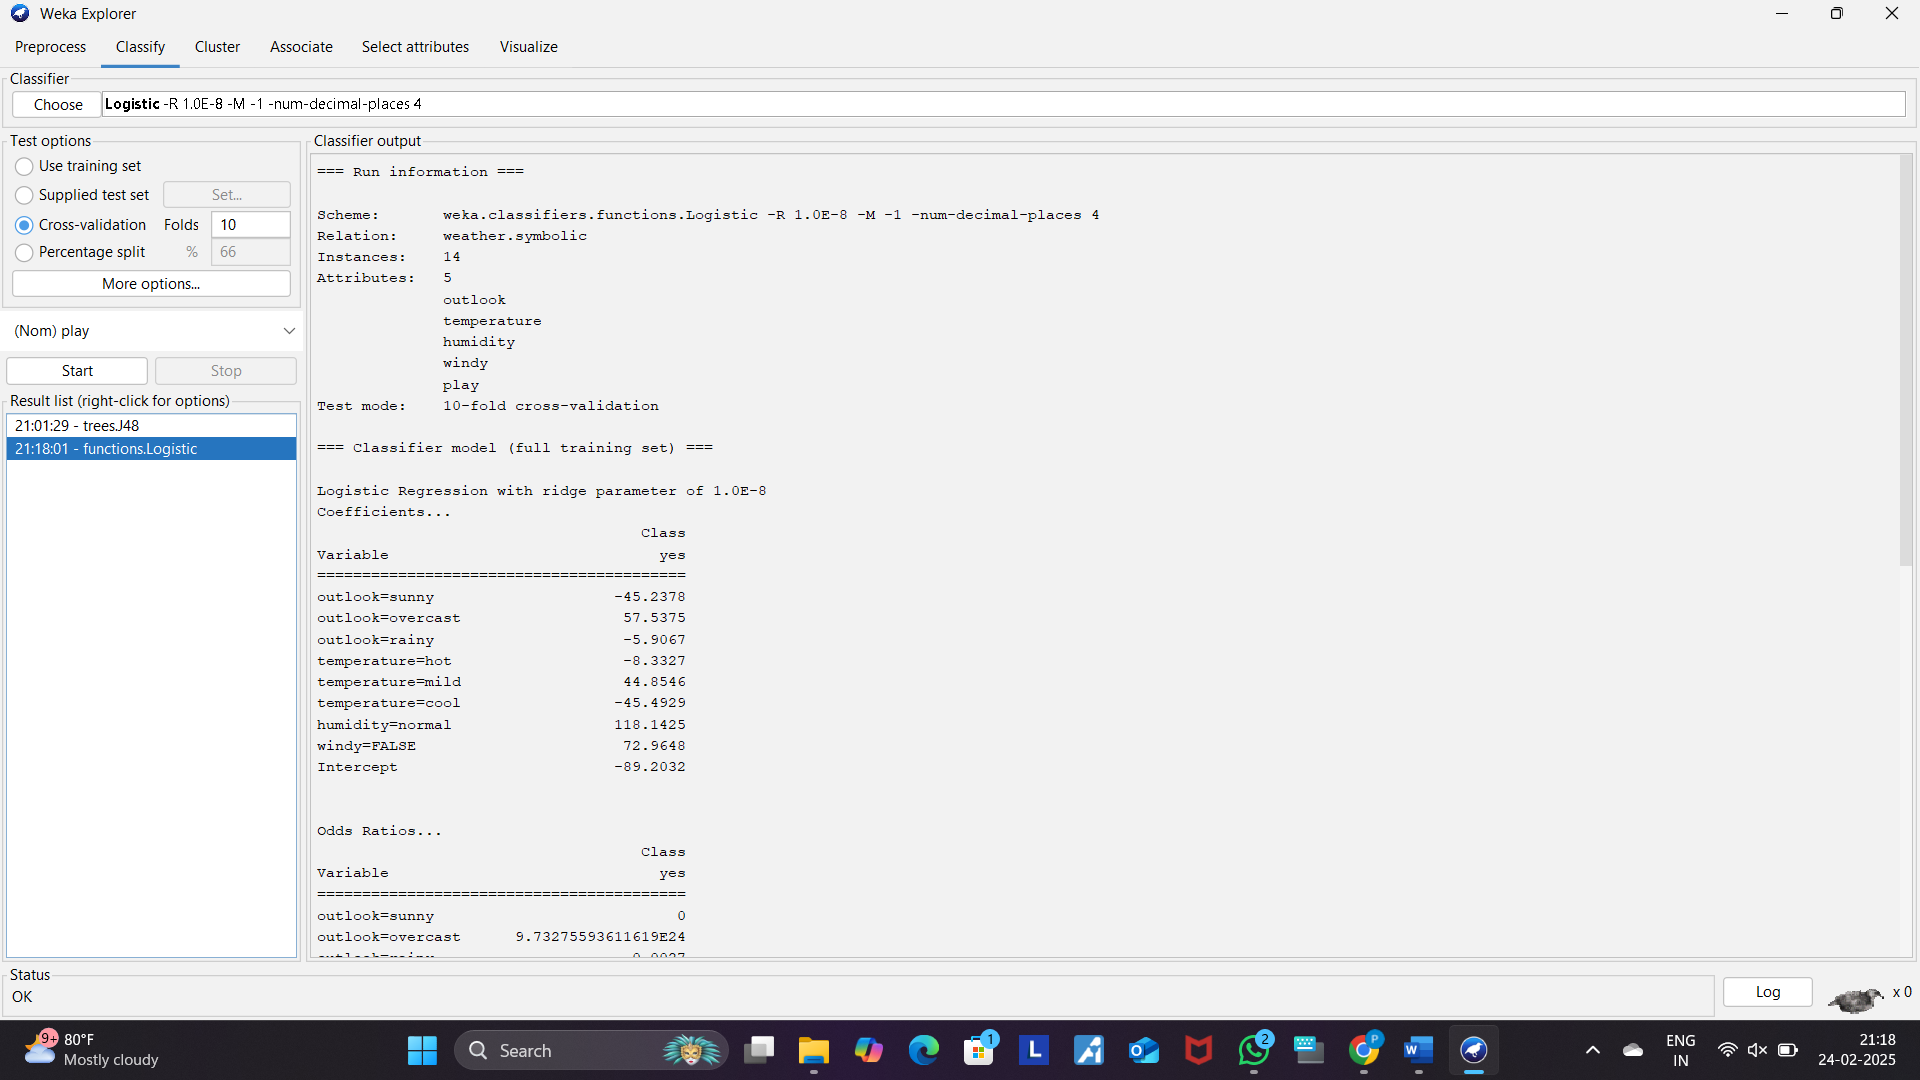 Weka Explorer
Preprocess Classify Cluster Associate Select attributes Visualize
Classifier
Choose Logistic -R 1.0E-8 -M -1 -num-decimal-places 4
Test options
Use training set
Supplied test set Set...
Cross-validation Folds 10
Percentage split % 66
More options...
(Nom) play
Start Stop
Result list (right-click for options)
21:01:29 - trees.J48
21:18:01 - functions.Logistic
Classifier output
=== Run information ===
Scheme: weka.classifiers.functions.Logistic -R 1.0E-8 -M -1 -num-decimal-places 4
Relation: weather.symbolic
Instances: 14
Attributes: 5
outlook
temperature
humidity
windy
play
Test mode: 10-fold cross-validation
=== Classifier model (full training set) ===
Logistic Regression with ridge parameter of 1.0E-8
Coefficients...
Class
Variable yes
=========================================
outlook=sunny -45.2378
outlook=overcast 57.5375
outlook=rainy -5.9067
temperature=hot -8.3327
temperature=mild 44.8546
temperature=cool -45.4929
humidity=normal 118.1425
windy=FALSE 72.9648
Intercept -89.2032
Odds Ratios...
Class
Variable yes
=========================================
outlook=sunny 0
outlook=overcast 9.73275593611619E24
outlook=rainy 0.0027
Status
OK
Log x 0
9+ 80°F
Mostly cloudy
Search
1
L
2
P
W
ENG
IN
21:18
24-02-2025